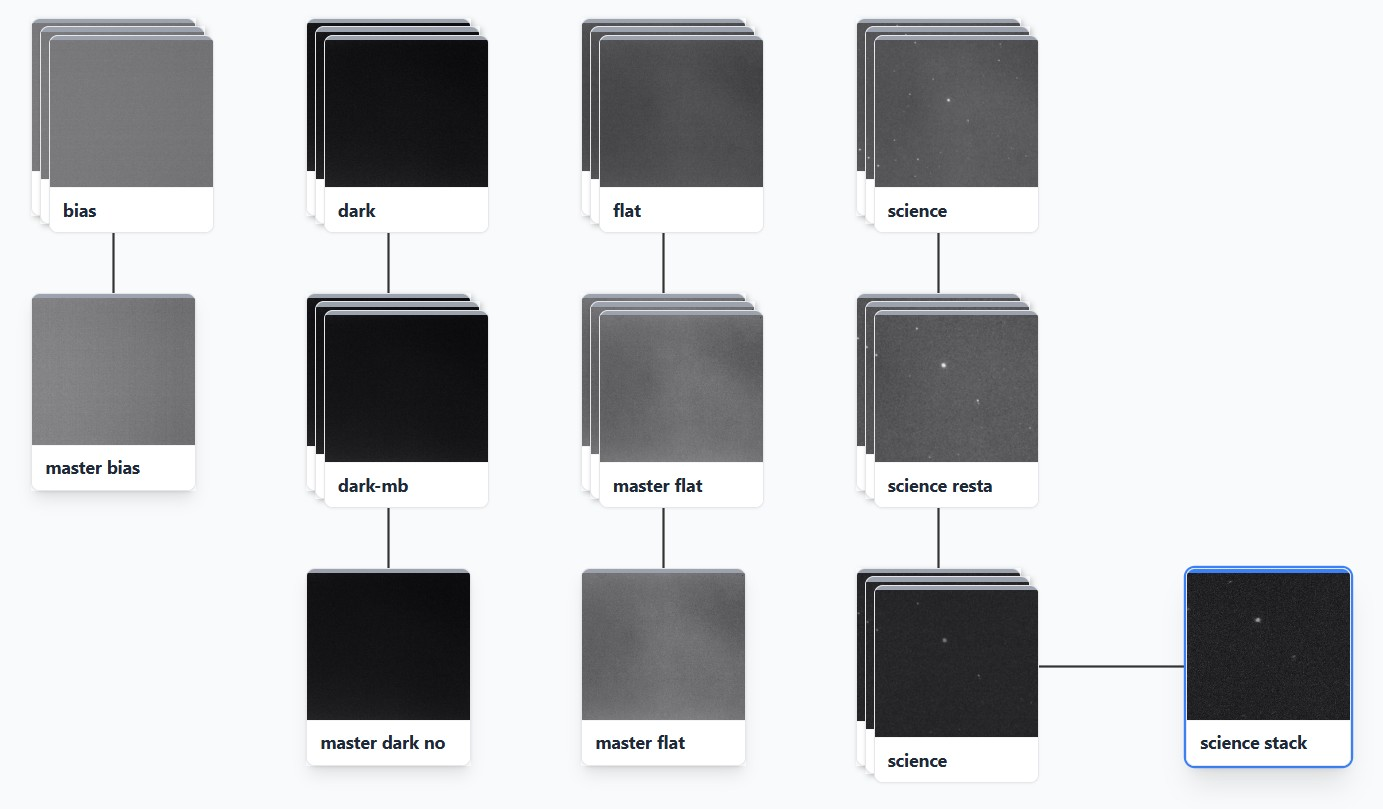 bias
dark
flat
science
master bias
dark-mb
master flat
science resta
master dark no
master flat
science
science stack